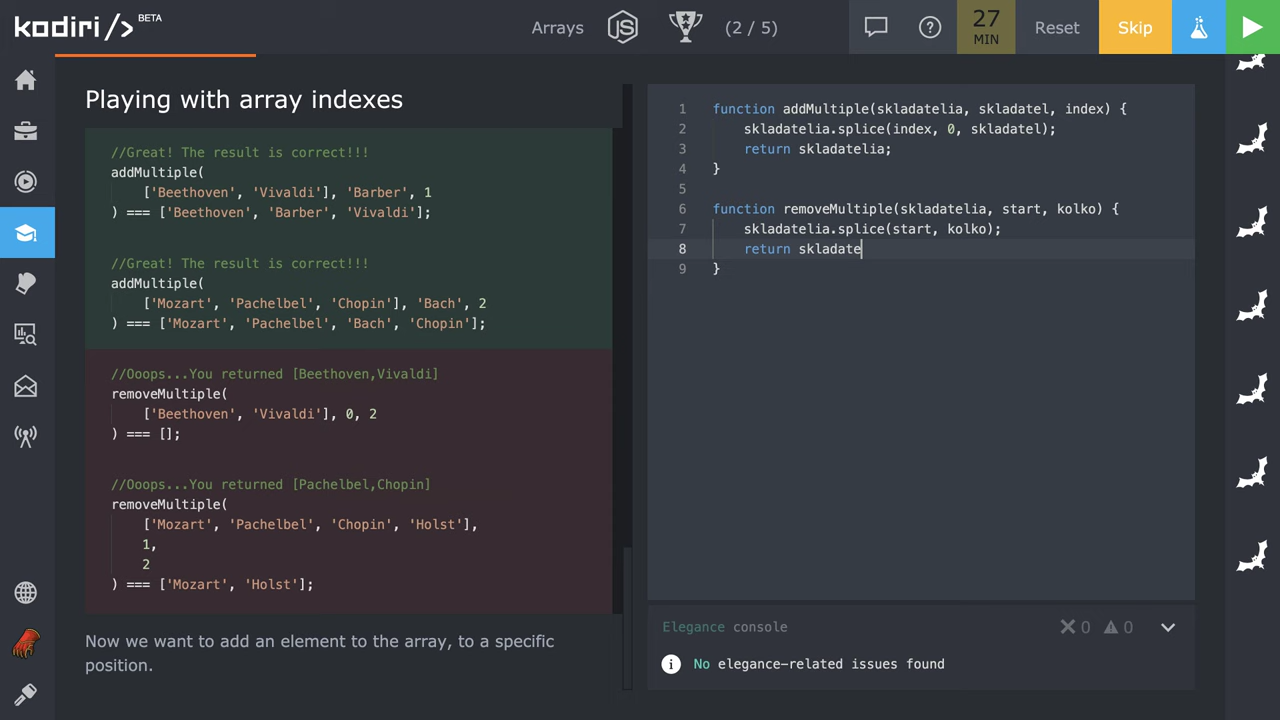 kodiri/> BETA
Arrays
JS
(2 / 5)
27
MIN
Reset
Skip
Playing with array indexes
//Great! The result is correct!!!
addMultiple(
['Beethoven', 'Vivaldi'], 'Barber', 1
) === ['Beethoven', 'Barber', 'Vivaldi'];
//Great! The result is correct!!!
addMultiple(
['Mozart', 'Pachelbel', 'Chopin'], 'Bach', 2
) === ['Mozart', 'Pachelbel', 'Bach', 'Chopin'];
//Ooops...You returned [Beethoven,Vivaldi]
removeMultiple(
['Beethoven', 'Vivaldi'], 0, 2
) === [];
//Ooops...You returned [Pachelbel,Chopin]
removeMultiple(
['Mozart', 'Pachelbel', 'Chopin', 'Holst'],
1,
2
) === ['Mozart', 'Holst'];
Now we want to add an element to the array, to a specific
position.
1 function addMultiple(skladatelia, skladatel, index) {
2 skladatelia.splice(index, 0, skladatel);
3 return skladatelia;
4 }
5
6 function removeMultiple(skladatelia, start, kolko) {
7 skladatelia.splice(start, kolko);
8 return skladate
9 }
Elegance console
0 0
No elegance-related issues found